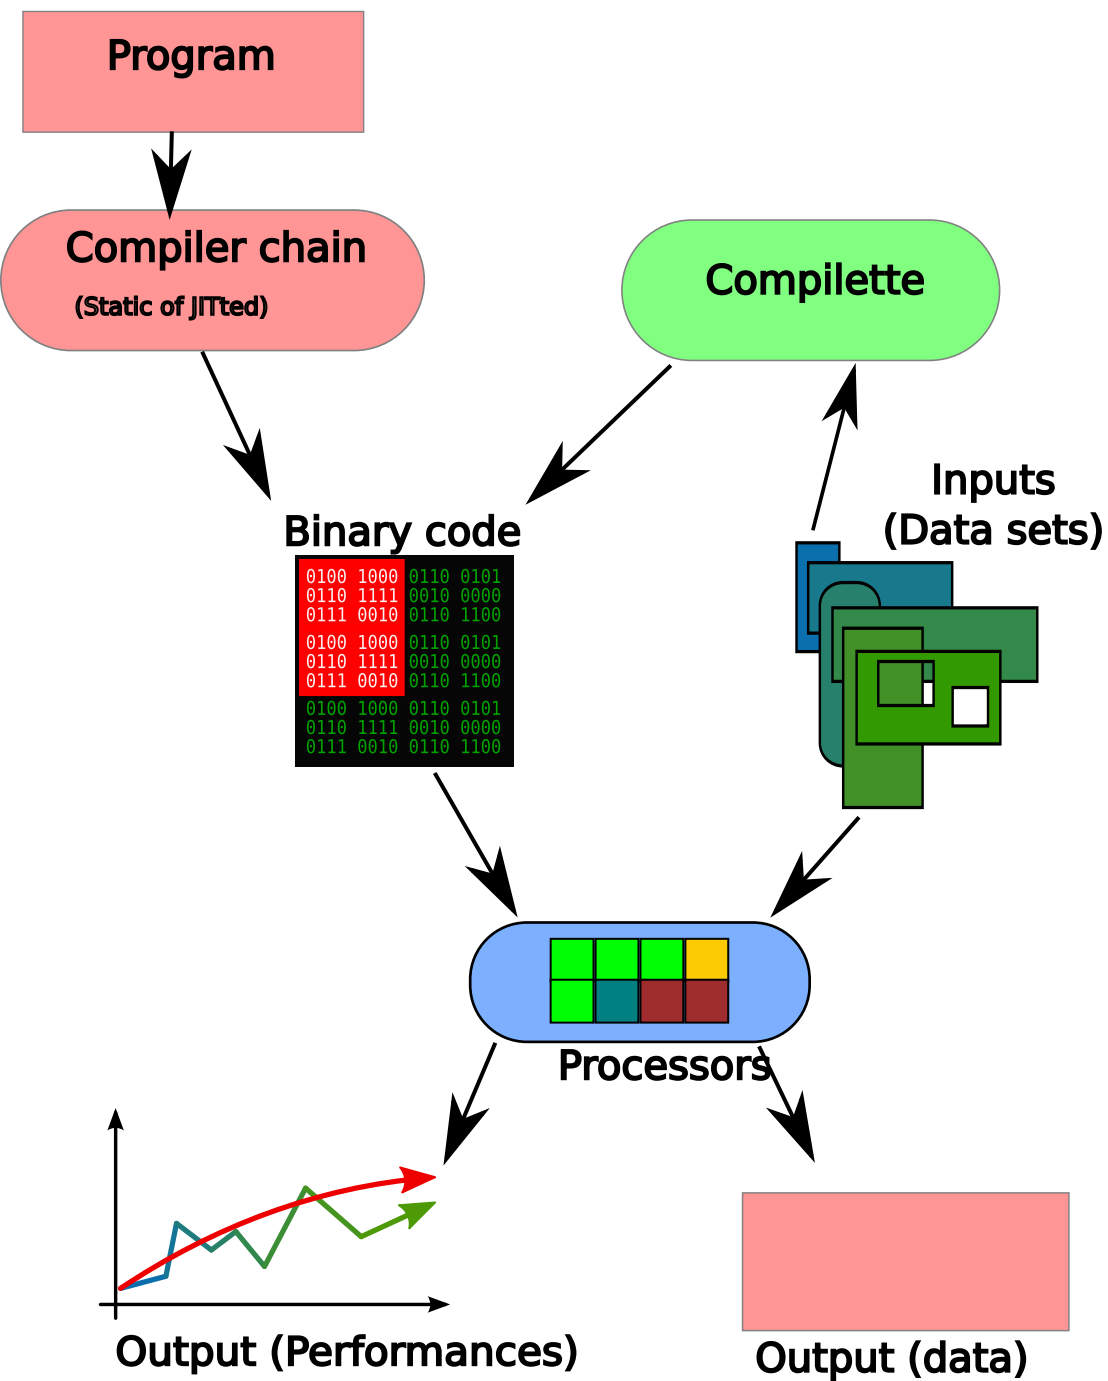 Program
Compiler chain
(Static of JITted)
Compilette
Inputs
(Data sets)
Binary code
0100 1000 0110 0101
0110 1111 0010 0000
0111 0010 0110 1100
0100 1000 0110 0101
0110 1111 0010 0000
0111 0010 0110 1100
0100 1000 0110 0101
0110 1111 0010 0000
0111 0010 0110 1100
Processors
Output (Performances)
Output (data)